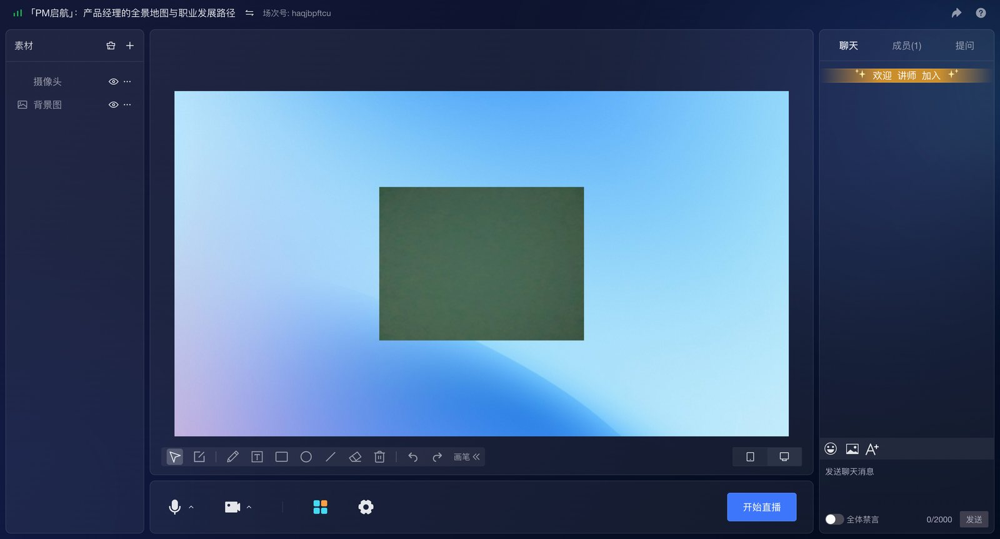 「PM启航」：产品经理的全景地图与职业发展路径
场次号: haqjbpftcu
素材
摄像头
背景图
画笔
开始直播
聊天
成员(1)
提问
欢迎 讲师 加入
发送聊天消息
全体禁言
0/2000
发送